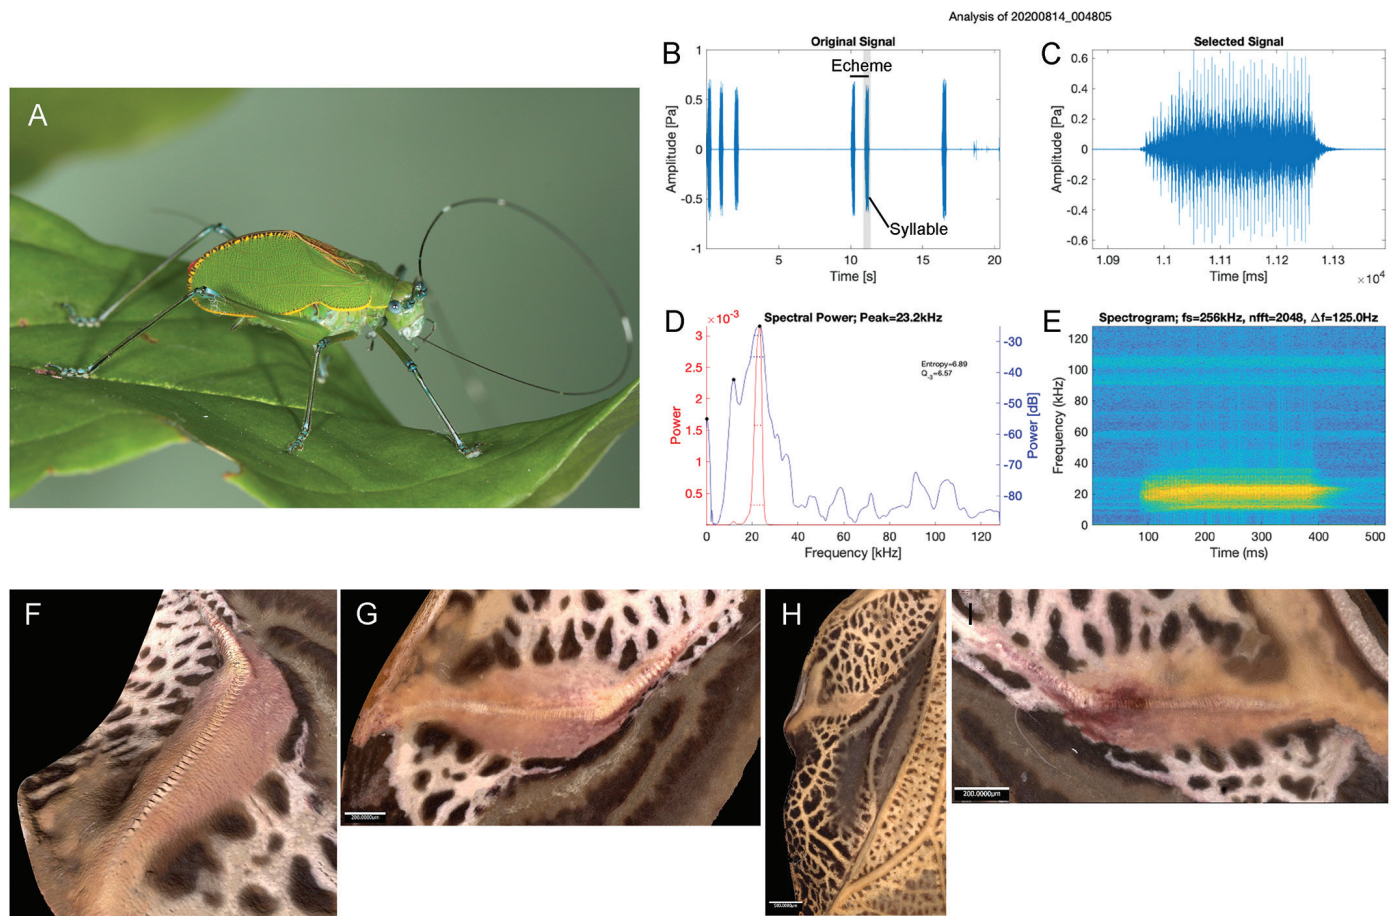 Analysis of 20200814_004805
A
B
Original Signal
Echeme
Syllable
Amplitude [Pa]
1
0.5
0
-0.5
-1
5
10
15
20
Time [s]
C
Selected Signal
Amplitude [Pa]
0.6
0.4
0.2
0
-0.2
-0.4
-0.6
1.09
1.1
1.11
1.12
1.13
×10⁴
Time [ms]
D
Spectral Power; Peak=23.2kHz
×10⁻³
Entropy=6.89
Q₋₃=6.57
Power
3
2.5
2
1.5
1
0.5
Power [dB]
-30
-40
-50
-60
-70
-80
0
20
40
60
80
100
120
Frequency [kHz]
E
Spectrogram; fs=256kHz, nfft=2048, Δf=125.0Hz
Frequency (kHz)
120
100
80
60
40
20
0
100
200
300
400
500
Time (ms)
F
G
200.0000µm
H
500.0000µm
I
200.0000µm